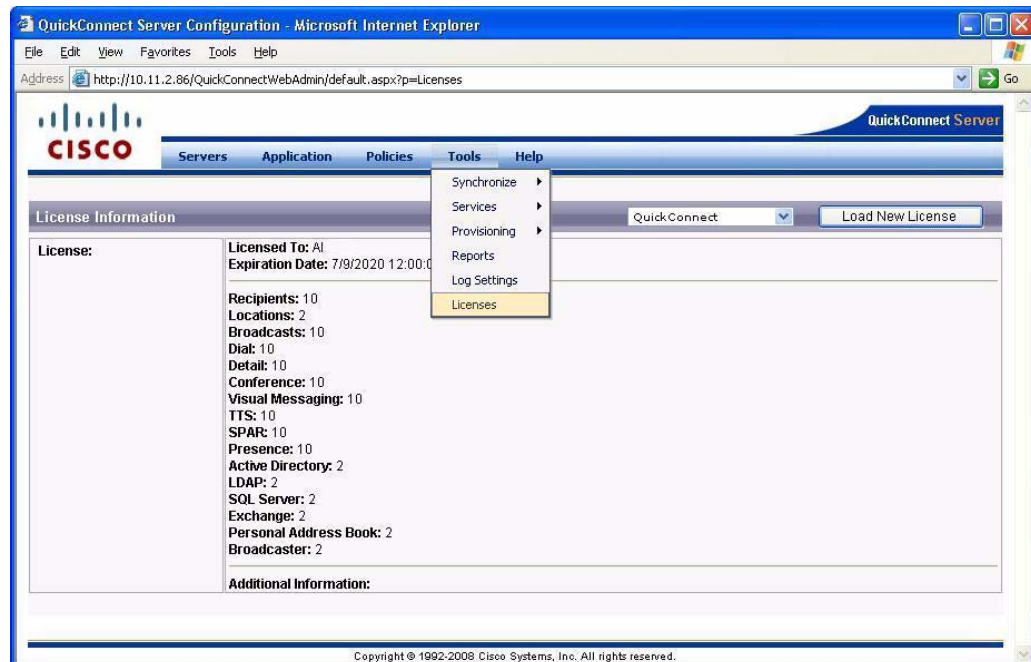 QuickConnect Server Configuration - Microsoft Internet Explorer
File Edit View Favorites Tools Help
Address http://10.11.2.86/QuickConnectWebAdmin/default.aspx?p=Licenses Go
CISCO
QuickConnect Server
Servers Application Policies Tools Help
Synchronize
Services
Provisioning
Reports
Log Settings
Licenses
License Information QuickConnect Load New License
License:
Licensed To: AI
Expiration Date: 7/9/2020 12:00:0
Recipients: 10
Locations: 2
Broadcasts: 10
Dial: 10
Detail: 10
Conference: 10
Visual Messaging: 10
TTS: 10
SPAR: 10
Presence: 10
Active Directory: 2
LDAP: 2
SQL Server: 2
Exchange: 2
Personal Address Book: 2
Broadcaster: 2
Additional Information:
Copyright © 1992-2008 Cisco Systems, Inc. All rights reserved.